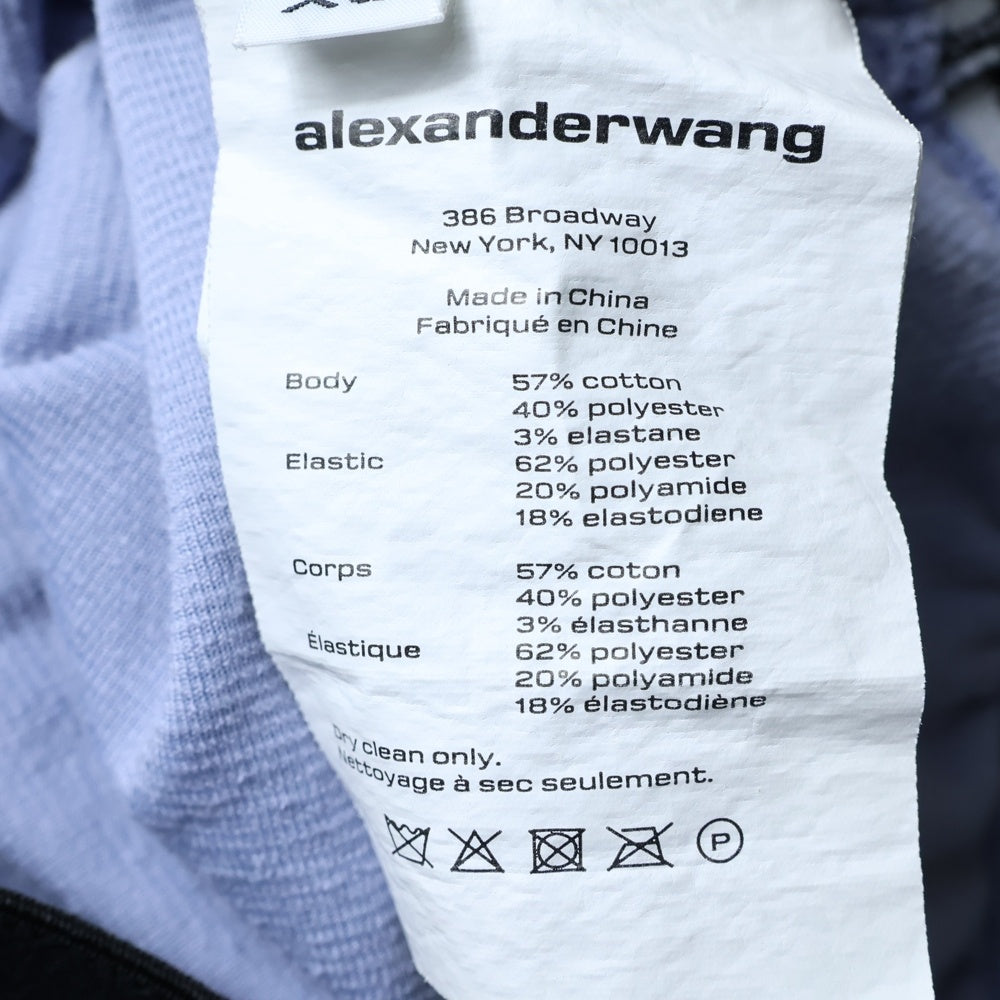 alexanderwang
386 Broadway
New York, NY 10013
Made in China
Fabriqué en Chine
Body 57% cotton
40% polyester
3% elastane
Elastic 62% polyester
20% polyamide
18% elastodiene
Corps 57% coton
40% polyester
3% élasthanne
Élastique 62% polyester
20% polyamide
18% élastodiène
Dry clean only.
Nettoyage à sec seulement.
P